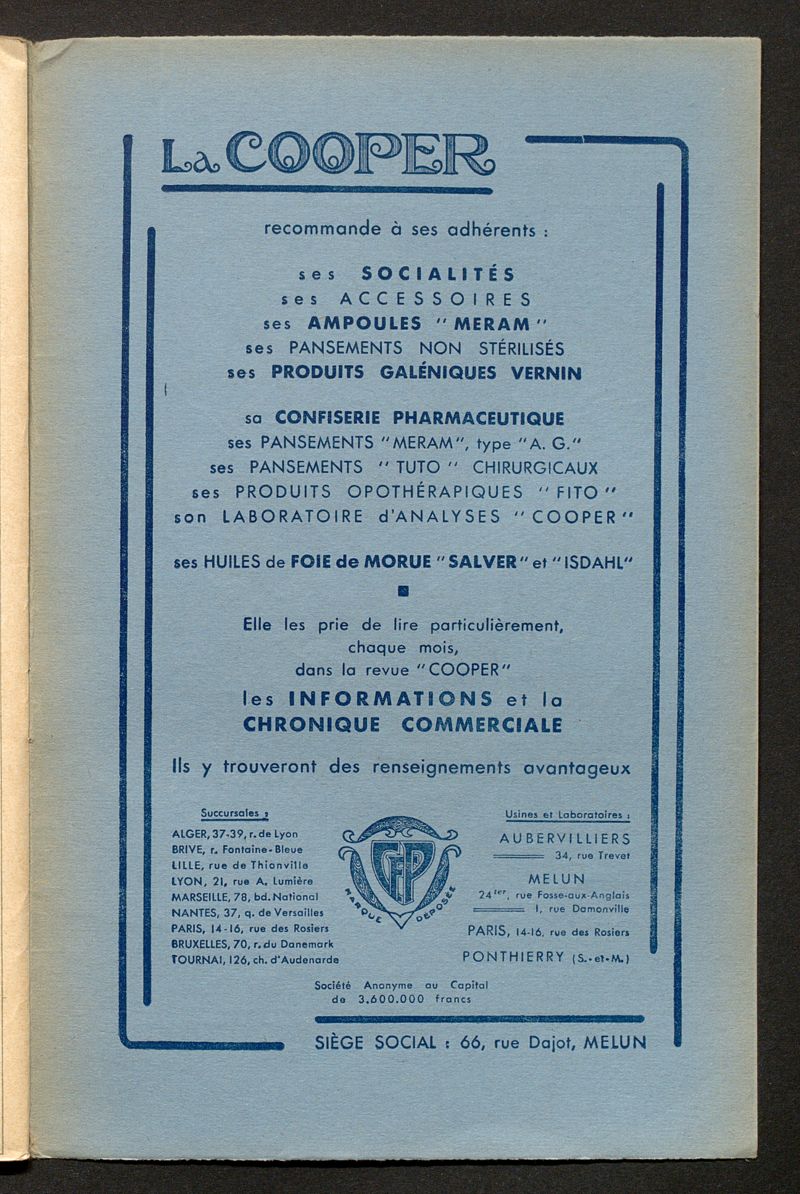 La COOPER
recommande à ses adhérents :
ses SOCIALITÉS
ses ACCESSOIRES
ses AMPOULES "MERAM"
ses PANSEMENTS NON STÉRILISÉS
ses PRODUITS GALÉNIQUES VERNIN
sa CONFISERIE PHARMACEUTIQUE
ses PANSEMENTS "MERAM", type "A. G."
ses PANSEMENTS "TUTO" CHIRURGICAUX
ses PRODUITS OPOTHÉRAPIQUES "FITO"
son LABORATOIRE d'ANALYSES "COOPER"
ses HUILES de FOIE de MORUE "SALVER" et "ISDAHL"
Elle les prie de lire particulièrement,
chaque mois,
dans la revue "COOPER"
les INFORMATIONS et la
CHRONIQUE COMMERCIALE
Ils y trouveront des renseignements avantageux
Succursales :
ALGER, 37-39, r. de Lyon
BRIVE, r. Fontaine-Bleue
LILLE, rue de Thionville
LYON, 21, rue A. Lumière
MARSEILLE, 78, bd. National
NANTES, 37, q. de Versailles
PARIS, 14-16, rue des Rosiers
BRUXELLES, 70, r. du Danemark
TOURNAI, 126, ch. d'Audenarde
CFP
MARQUE DÉPOSÉE
Usines et Laboratoires :
AUBERVILLIERS
34, rue Trevet
MELUN
24ter, rue Fosse-aux-Anglais
1, rue Damonville
PARIS, 14-16, rue des Rosiers
PONTHIERRY (S.-et-M.)
Société Anonyme au Capital
de 3.600.000 francs
SIÈGE SOCIAL : 66, rue Dajot, MELUN